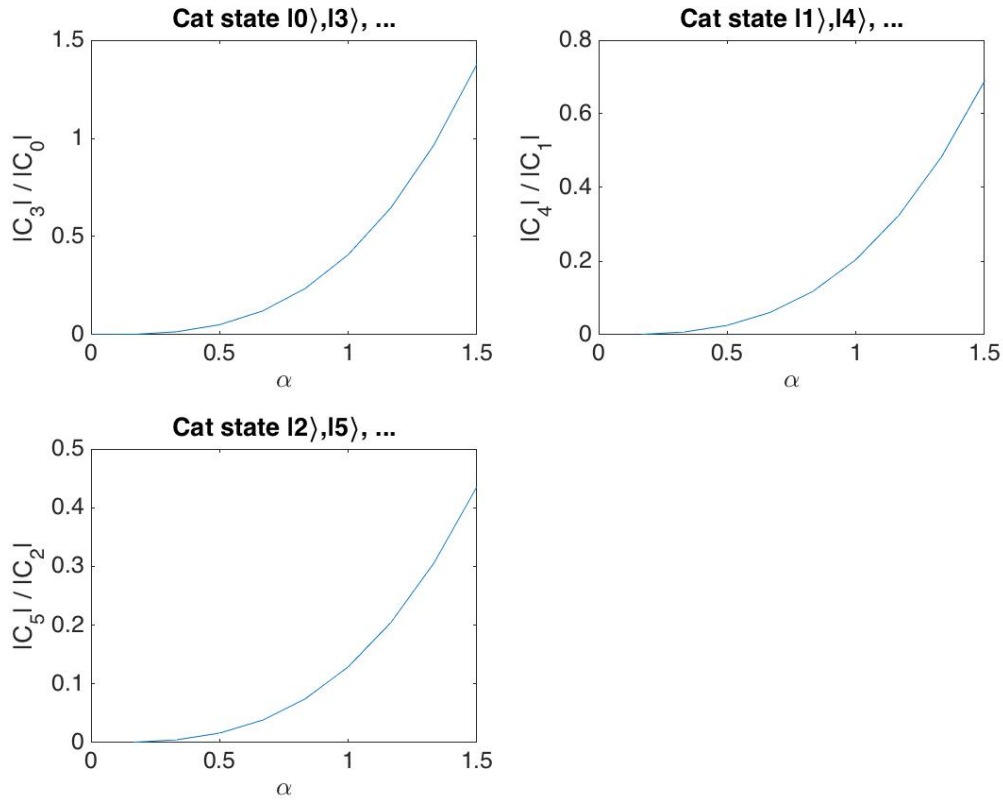 Cat state |0⟩,|3⟩, ...
1.5
1
0.5
0
|C₃| / |C₀|
0 0.5 1 1.5
α
Cat state |1⟩,|4⟩, ...
0.8
0.6
0.4
0.2
0
|C₄| / |C₁|
0 0.5 1 1.5
α
Cat state |2⟩,|5⟩, ...
0.5
0.4
0.3
0.2
0.1
0
|C₅| / |C₂|
0 0.5 1 1.5
α